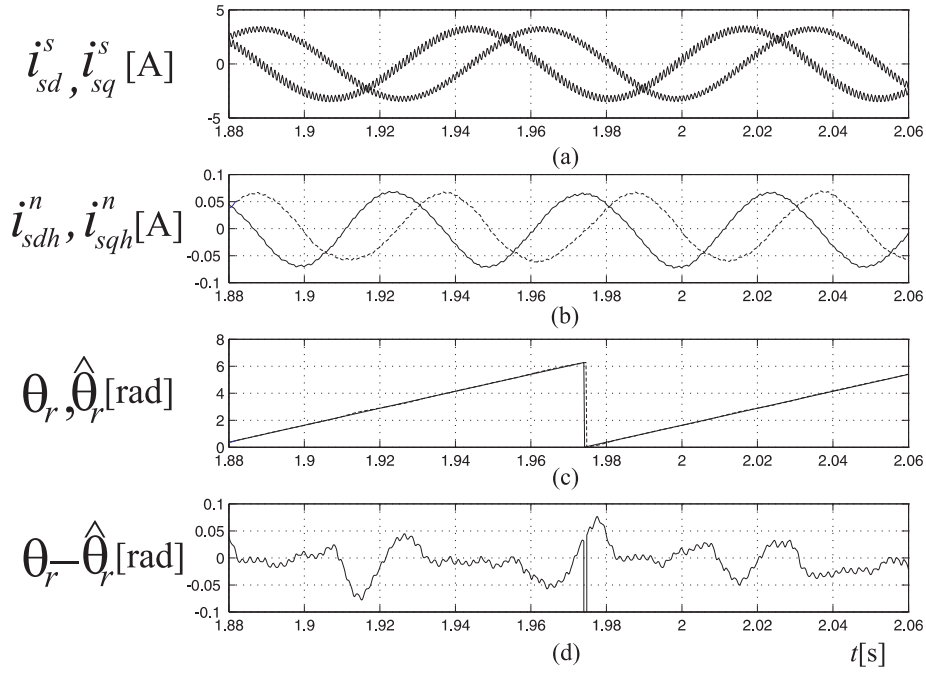 i^s_sd, i^s_sq [A]
5
0
-5
1.88 1.9 1.92 1.94 1.96 1.98 2 2.02 2.04 2.06
(a)
i^n_sdh, i^n_sqh [A]
0.1
0.05
0
-0.05
-0.1
1.88 1.9 1.92 1.94 1.96 1.98 2 2.02 2.04 2.06
(b)
θ_r, θ̂_r [rad]
8
6
4
2
0
1.88 1.9 1.92 1.94 1.96 1.98 2 2.02 2.04 2.06
(c)
θ_r − θ̂_r [rad]
0.1
0.05
0
-0.05
-0.1
1.88 1.9 1.92 1.94 1.96 1.98 2 2.02 2.04 2.06
(d) t[s]